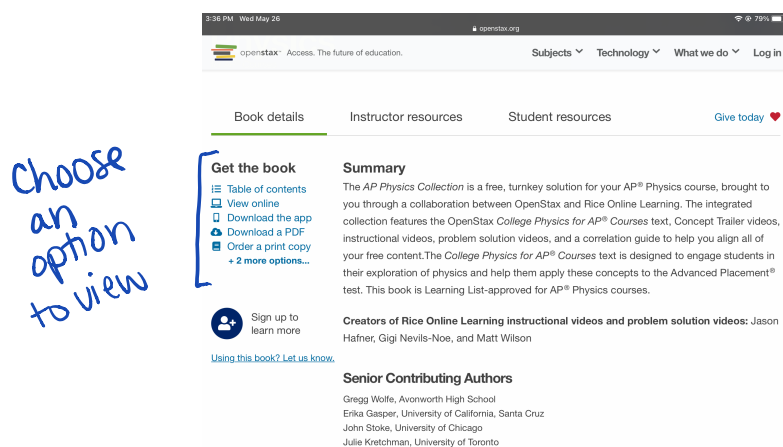 3:36 PM Wed May 26
79%
openstax.org
openstax™ Access. The future of education.
Subjects Technology What we do Log in
Book details Instructor resources Student resources Give today
choose
an
option
to view
Get the book
Table of contents
View online
Download the app
Download a PDF
Order a print copy
+ 2 more options...
Sign up to
learn more
Using this book? Let us know.
Summary
The AP Physics Collection is a free, turnkey solution for your AP® Physics course, brought to
you through a collaboration between OpenStax and Rice Online Learning. The integrated
collection features the OpenStax College Physics for AP® Courses text, Concept Trailer videos,
instructional videos, problem solution videos, and a correlation guide to help you align all of
your free content.The College Physics for AP® Courses text is designed to engage students in
their exploration of physics and help them apply these concepts to the Advanced Placement®
test. This book is Learning List-approved for AP® Physics courses.
Creators of Rice Online Learning instructional videos and problem solution videos: Jason
Hafner, Gigi Nevils-Noe, and Matt Wilson
Senior Contributing Authors
Gregg Wolfe, Avonworth High School
Erika Gasper, University of California, Santa Cruz
John Stoke, University of Chicago
Julie Kretchman, University of Toronto